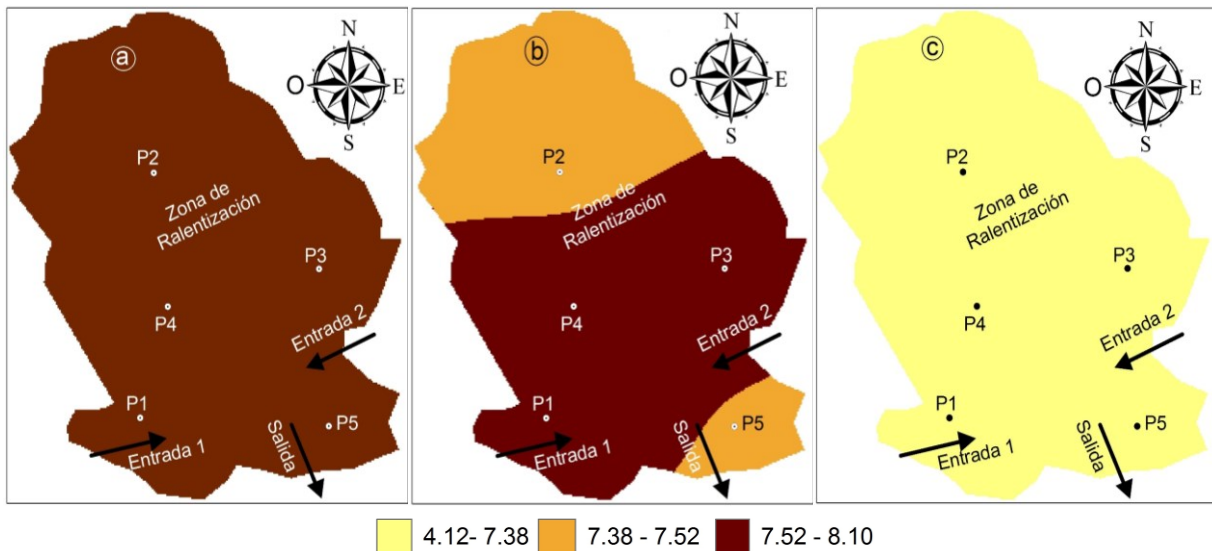 a
N
O
E
S
P2
Zona de
Ralentización
P3
P4
Entrada 2
P1
Entrada 1
Salida
P5
b
N
O
E
S
P2
Zona de
Ralentización
P3
P4
Entrada 2
P1
Entrada 1
Salida
P5
c
N
O
E
S
P2
Zona de
Ralentización
P3
P4
Entrada 2
P1
Entrada 1
Salida
P5
4.12- 7.38
7.38 - 7.52
7.52 - 8.10